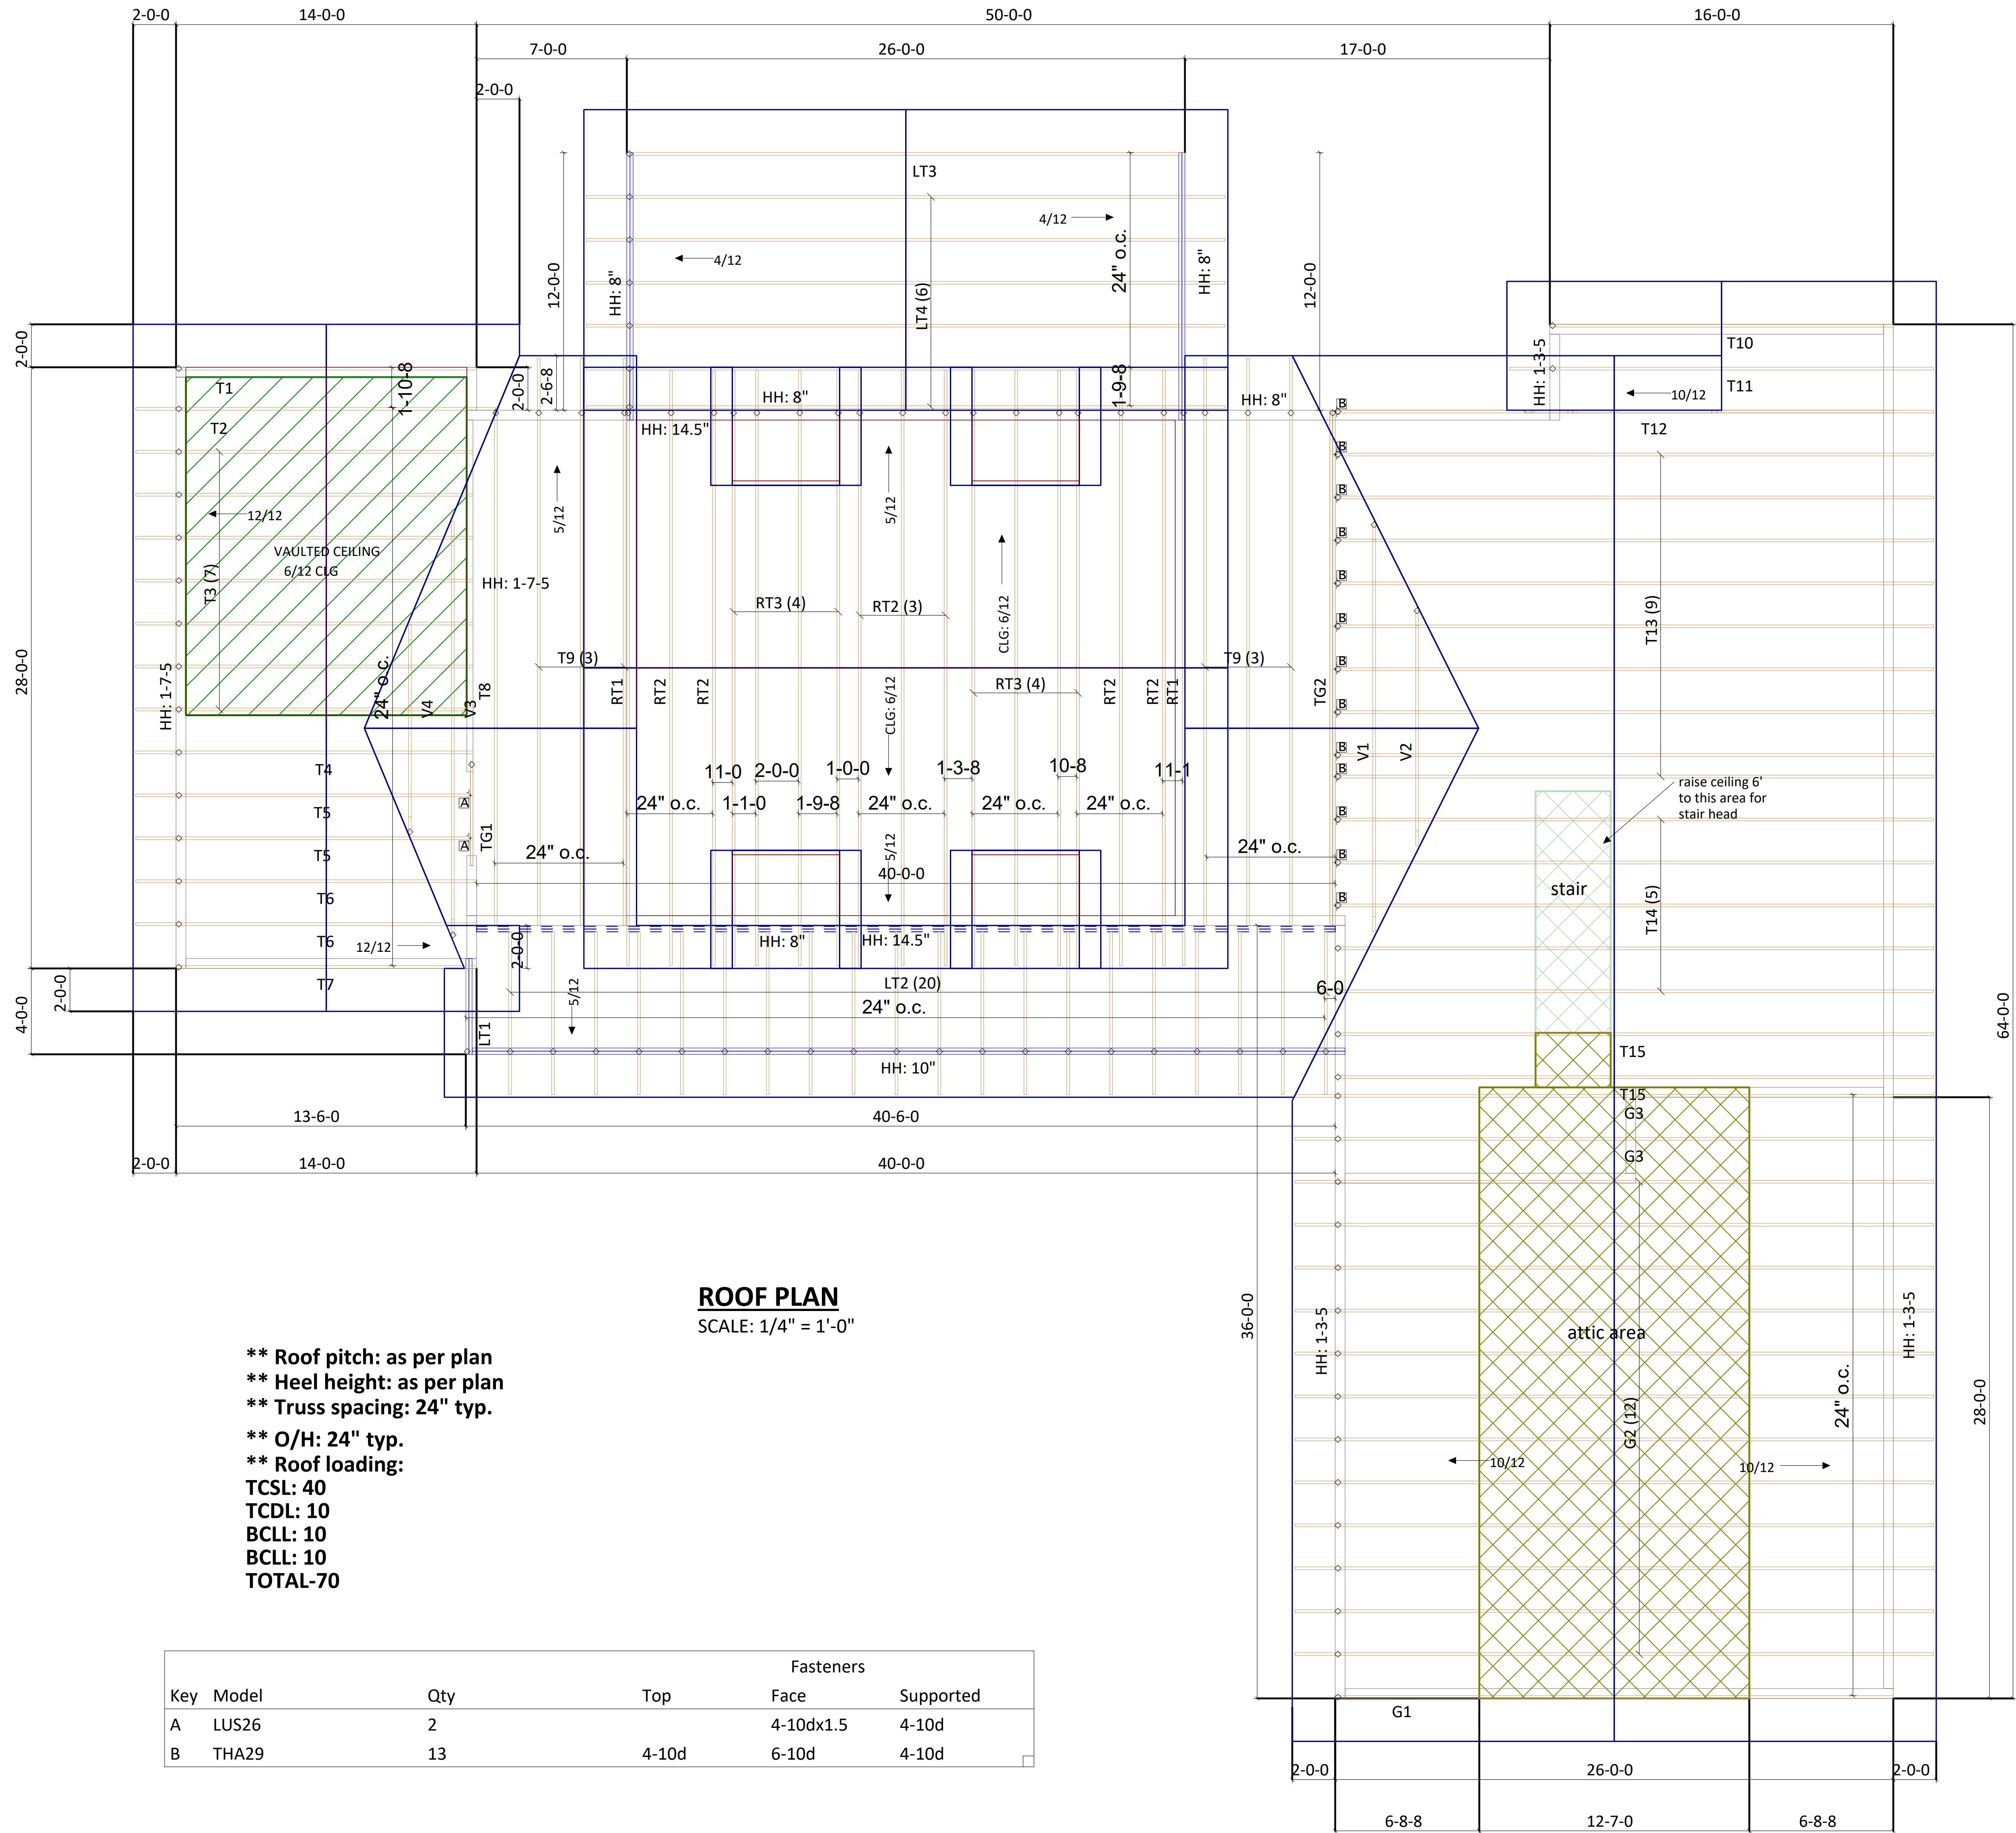 2-0-0 14-0-0 50-0-0 16-0-0
7-0-0 26-0-0 17-0-0
2-0-0
LT3
4/12
4/12
24" o.c.
HH: 8"
HH: 8"
12-0-0
12-0-0
LT4 (6)
2-0-0
T10
HH: 1-3-5
T1
1-10-8
2-0-0
2-6-8
HH: 8"
1-9-8
HH: 8"
T11
10/12
T2
HH: 14.5"
T12
B
B
B
B
B
B
B
B
B
B
B
B
B
12/12
5/12
5/12
VAULTED CEILING
6/12 CLG
T3 (7)
HH: 1-7-5
RT3 (4)
RT2 (3)
CLG: 6/12
T13 (9)
28-0-0
HH: 1-7-5
24" o.c.
V4
V3
T8
T9 (3)
RT1
RT2
RT2
CLG: 6/12
RT3 (4)
RT2
RT2
RT1
T9 (3)
TG2
V1
V2
T4
11-0
2-0-0
1-0-0
1-3-8
10-8
11-1
raise ceiling 6'
to this area for
stair head
T5
A
24" o.c.
1-1-0
1-9-8
24" o.c.
24" o.c.
24" o.c.
T5
A
TG1
24" o.c.
5/12
24" o.c.
40-0-0
stair
T14 (5)
T6
T6
12/12
2-0-0
HH: 8"
HH: 14.5"
T7
2-0-0
4-0-0
5/12
LT2 (20)
6-0
24" o.c.
LT1
64-0-0
T15
HH: 10"
T15
G3
13-6-0 40-6-0
G3
2-0-0 14-0-0 40-0-0
ROOF PLAN
SCALE: 1/4" = 1'-0"
36-0-0
HH: 1-3-5
attic area
HH: 1-3-5
24" o.c.
28-0-0
G2 (12)
10/12
10/12
** Roof pitch: as per plan
** Heel height: as per plan
** Truss spacing: 24" typ.
** O/H: 24" typ.
** Roof loading:
TCSL: 40
TCDL: 10
BCLL: 10
BCLL: 10
TOTAL-70
Fasteners
Key Model Qty Top Face Supported
A LUS26 2 4-10dx1.5 4-10d
B THA29 13 4-10d 6-10d 4-10d
G1
2-0-0 26-0-0 2-0-0
6-8-8 12-7-0 6-8-8